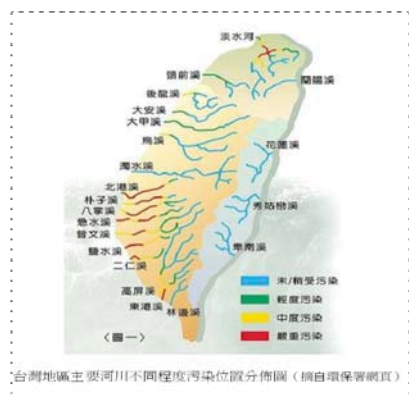 淡水河
頭前溪
蘭陽溪
後龍溪
大安溪
大甲溪
烏溪
花蓮溪
濁水溪
北港溪
朴子溪
八掌溪
秀姑巒溪
急水溪
曾文溪
鹽水溪
卑南溪
二仁溪
高屏溪
東港溪
林邊溪
未/稍受污染
輕度污染
中度污染
嚴重污染
〈圖一〉
台灣地區主要河川不同程度污染位置分佈圖(摘自環保署網頁)